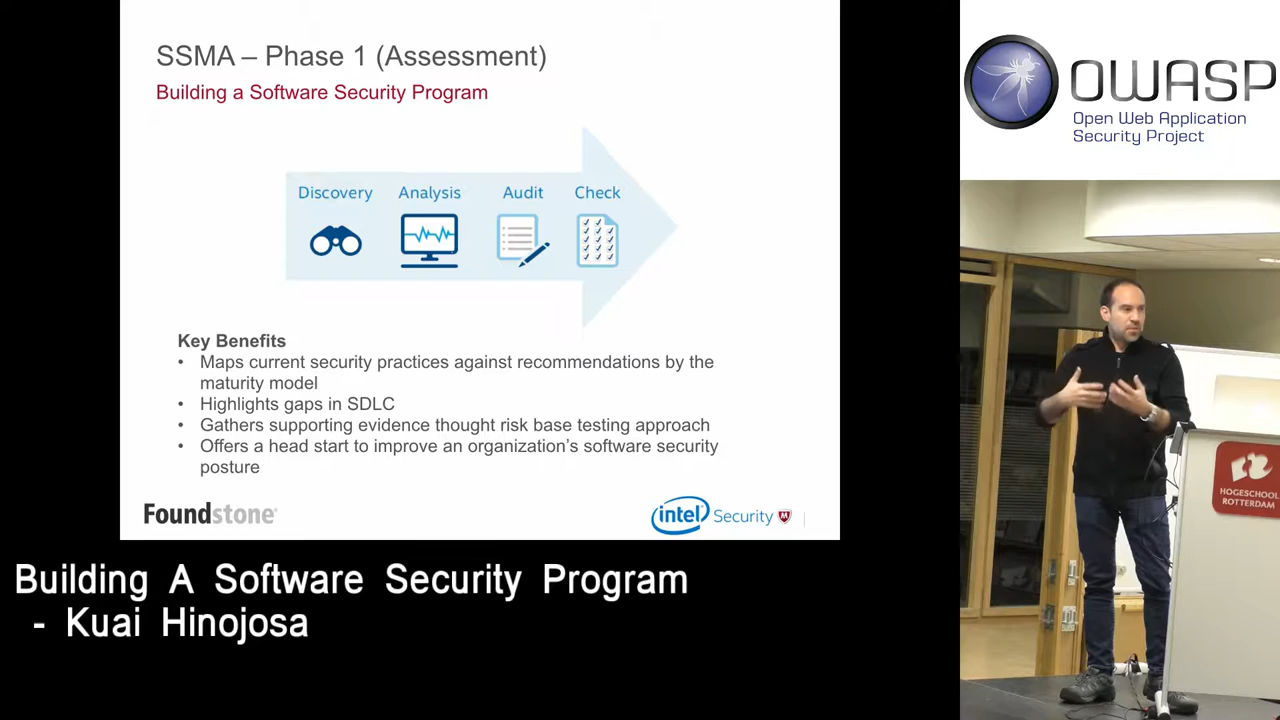 SSMA – Phase 1 (Assessment)
Building a Software Security Program
Discovery
Analysis
Audit
Check
Key Benefits
• Maps current security practices against recommendations by the
maturity model
• Highlights gaps in SDLC
• Gathers supporting evidence thought risk base testing approach
• Offers a head start to improve an organization's software security
posture
Foundstone
intel Security
Building A Software Security Program
- Kuai Hinojosa
OWASP
Open Web Application
Security Project
HOGESCHOOL
ROTTERDAM